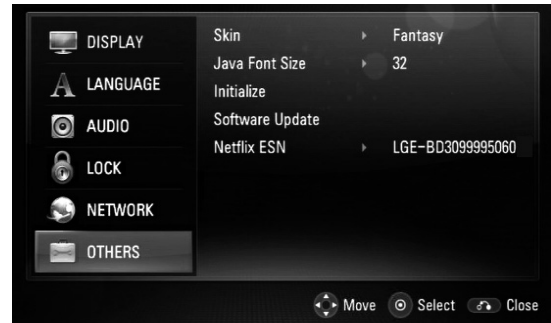 DISPLAY
LANGUAGE
AUDIO
LOCK
NETWORK
OTHERS
Skin Fantasy
Java Font Size 32
Initialize
Software Update
Netflix ESN LGE-BD3099995060
Move Select Close